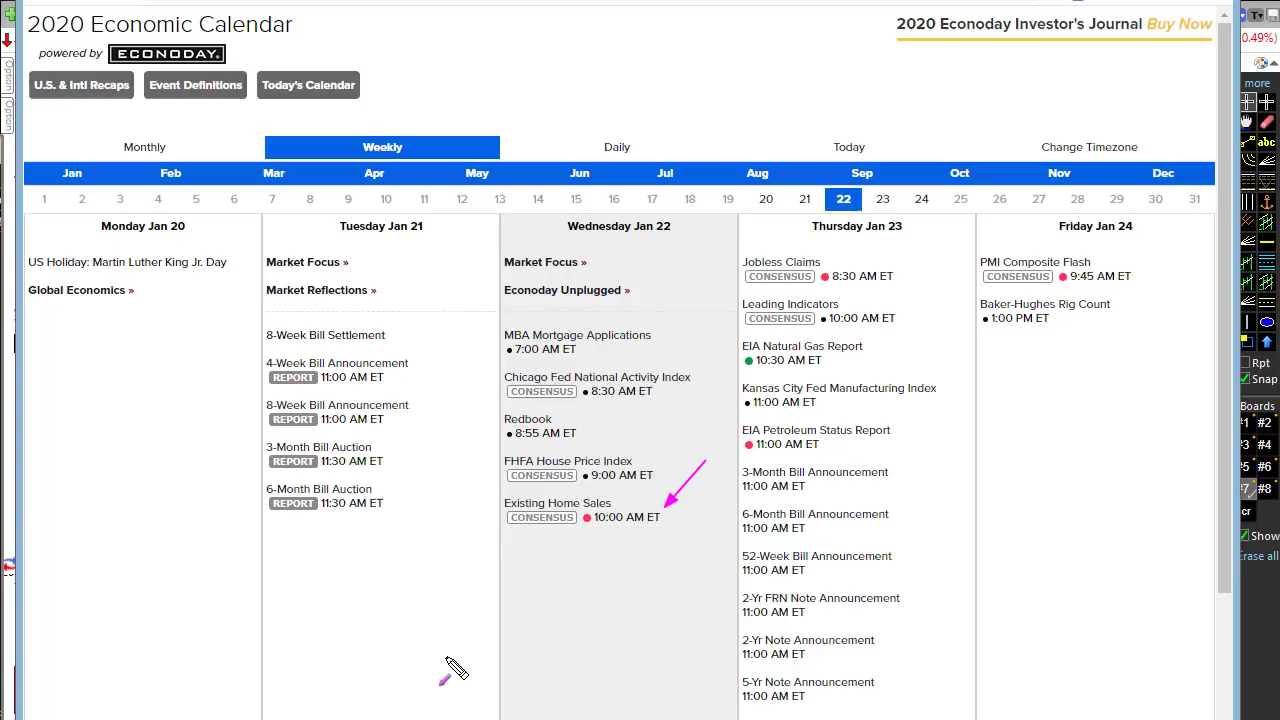 2020 Economic Calendar
2020 Econoday Investor's Journal Buy Now
powered by ECONODAY.
U.S. & Intl Recaps Event Definitions Today's Calendar
Monthly Weekly Daily Today Change Timezone
Jan Feb Mar Apr May Jun Jul Aug Sep Oct Nov Dec
1 2 3 4 5 6 7 8 9 10 11 12 13 14 15 16 17 18 19 20 21 22 23 24 25 26 27 28 29 30 31
Monday Jan 20
US Holiday: Martin Luther King Jr. Day
Global Economics »
Tuesday Jan 21
Market Focus »
Market Reflections »
8-Week Bill Settlement
4-Week Bill Announcement
REPORT 11:00 AM ET
8-Week Bill Announcement
REPORT 11:00 AM ET
3-Month Bill Auction
REPORT 11:30 AM ET
6-Month Bill Auction
REPORT 11:30 AM ET
Wednesday Jan 22
Market Focus »
Econoday Unplugged »
MBA Mortgage Applications
7:00 AM ET
Chicago Fed National Activity Index
CONSENSUS 8:30 AM ET
Redbook
8:55 AM ET
FHFA House Price Index
CONSENSUS 9:00 AM ET
Existing Home Sales
CONSENSUS 10:00 AM ET
Thursday Jan 23
Jobless Claims
CONSENSUS 8:30 AM ET
Leading Indicators
CONSENSUS 10:00 AM ET
EIA Natural Gas Report
10:30 AM ET
Kansas City Fed Manufacturing Index
11:00 AM ET
EIA Petroleum Status Report
11:00 AM ET
3-Month Bill Announcement
11:00 AM ET
6-Month Bill Announcement
11:00 AM ET
52-Week Bill Announcement
11:00 AM ET
2-Yr FRN Note Announcement
11:00 AM ET
2-Yr Note Announcement
11:00 AM ET
5-Yr Note Announcement
11:00 AM ET
Friday Jan 24
PMI Composite Flash
CONSENSUS 9:45 AM ET
Baker-Hughes Rig Count
1:00 PM ET
Option
Option
T
0.49%)
more
abc
Rpt
Snap
Boards
#1 #2
#3 #4
#5 #6
#7 #8
cr
Show
Erase all